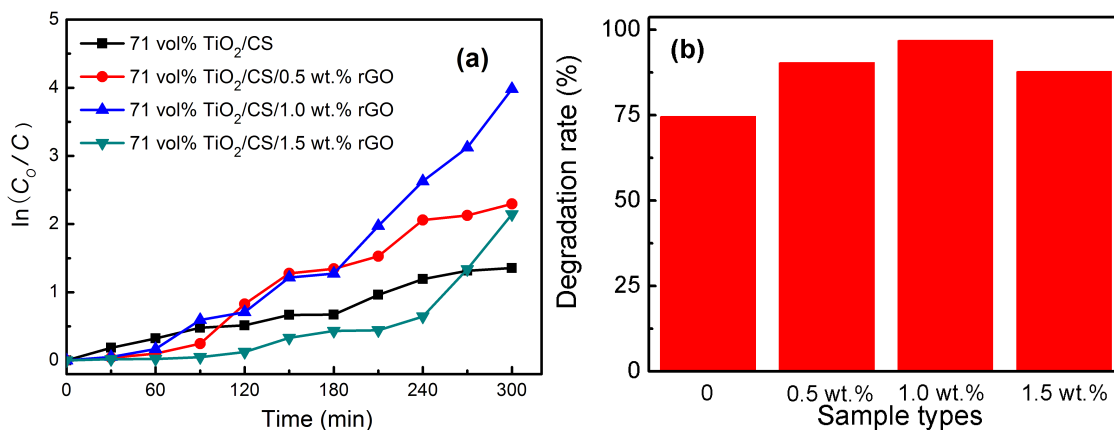 5
4
3
2
1
0
ln(C₀/C)
71 vol% TiO₂/CS
71 vol% TiO₂/CS/0.5 wt.% rGO
71 vol% TiO₂/CS/1.0 wt.% rGO
71 vol% TiO₂/CS/1.5 wt.% rGO
(a)
0 60 120 180 240 300
Time (min)
100
75
50
25
0
Degradation rate (%)
(b)
0 0.5 wt.% 1.0 wt.% 1.5 wt.%
Sample types